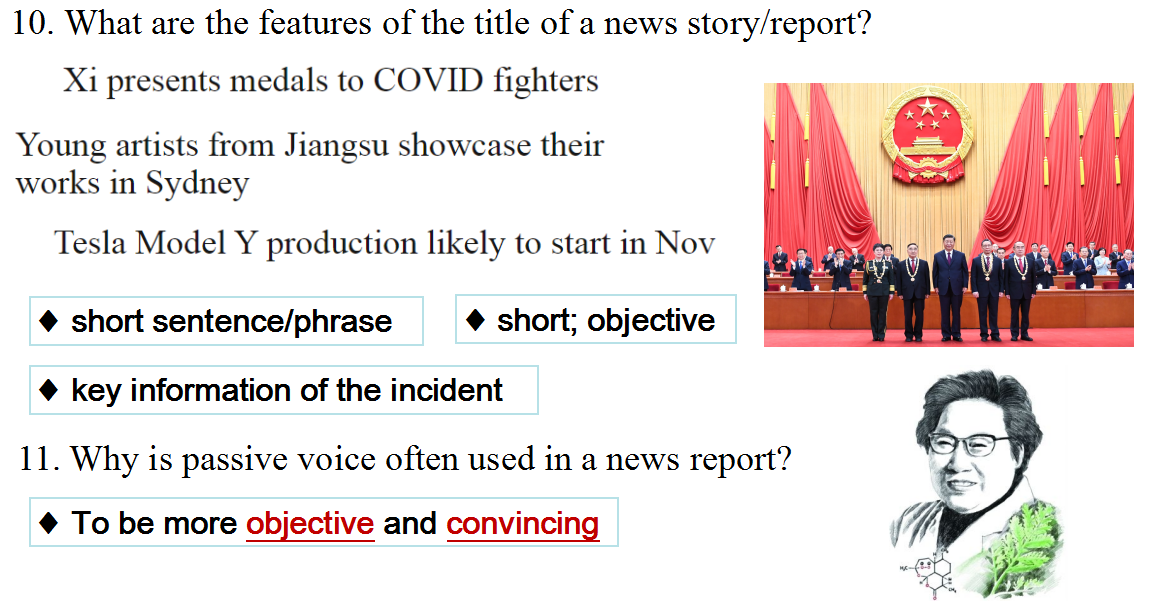 10. What are the features of the title of a news story/report?
Xi presents medals to COVID fighters
Young artists from Jiangsu showcase their
works in Sydney
Tesla Model Y production likely to start in Nov
♦ short sentence/phrase
♦ short; objective
♦ key information of the incident
11. Why is passive voice often used in a news report?
♦ To be more objective and convincing